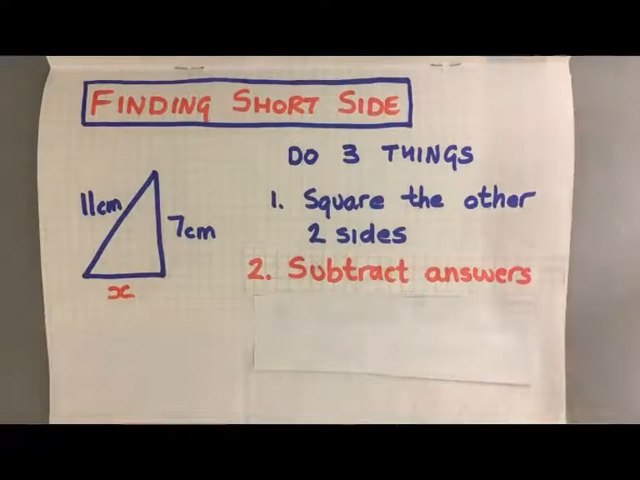 FINDING SHORT SIDE
DO 3 THINGS
11cm
7cm
x
1. Square the other
2 sides
2. Subtract answers